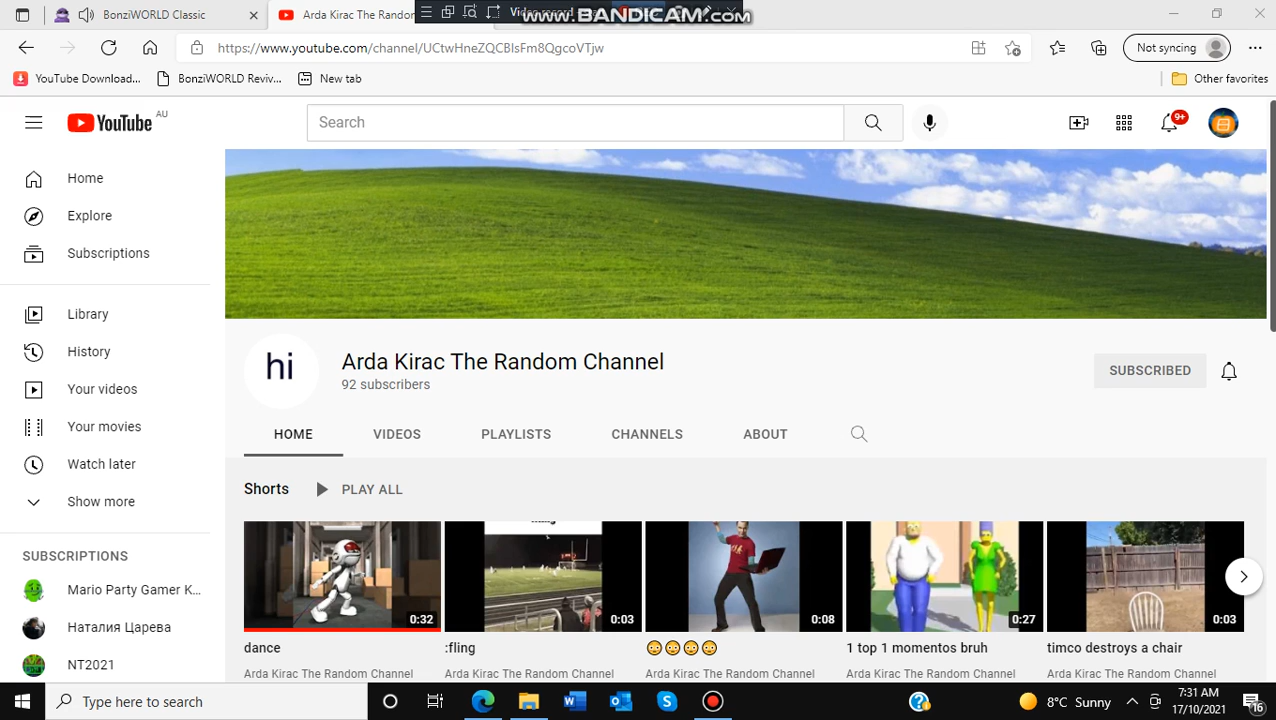 BonziWORLD Classic
Arda Kirac The Random
www.BANDICAM.com
https://www.youtube.com/channel/UCtwHneZQCBlsFm8QgcoVTjw
Not syncing
YouTube Download...
BonziWORLD Reviv...
New tab
Other favorites
YouTube AU
Search
9+
Home
Explore
Subscriptions
Library
History
Your videos
Your movies
Watch later
Show more
SUBSCRIPTIONS
Mario Party Gamer K...
Наталия Царева
NT2021
hi
Arda Kirac The Random Channel
92 subscribers
SUBSCRIBED
HOME
VIDEOS
PLAYLISTS
CHANNELS
ABOUT
Shorts
PLAY ALL
0:32
0:03
0:08
0:27
0:03
dance
:fling
😳😳😳😳
1 top 1 momentos bruh
timco destroys a chair
Arda Kirac The Random Channel
Arda Kirac The Random Channel
Arda Kirac The Random Channel
Arda Kirac The Random Channel
Arda Kirac The Random Channel
Type here to search
8°C Sunny
7:31 AM
17/10/2021
16